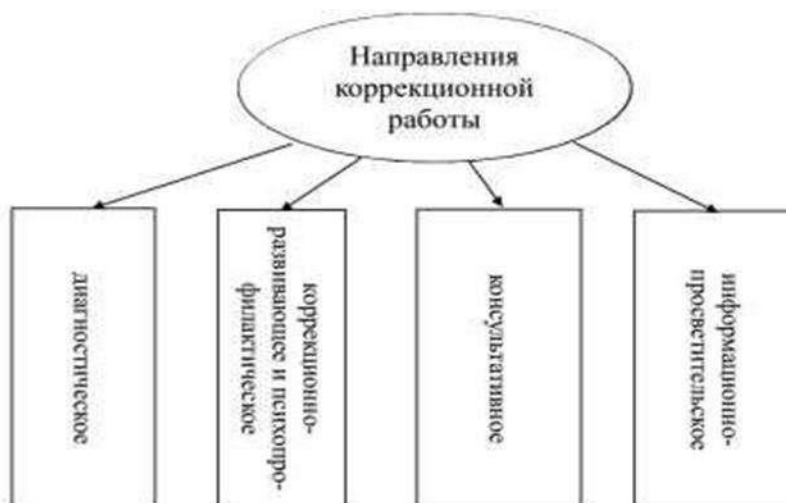 Направления
коррекционной
работы
диагностическое
коррекционно-
развивающее и психопро-
филактическое
консультативное
информационно-
просветительское